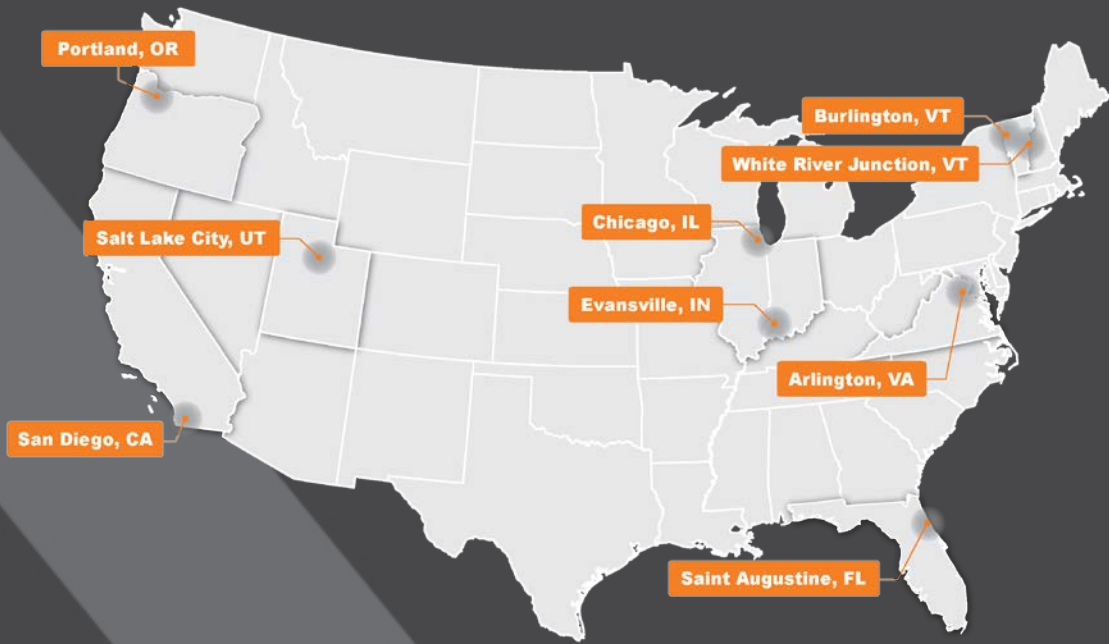 Portland, OR
Burlington, VT
White River Junction, VT
Chicago, IL
Salt Lake City, UT
Evansville, IN
Arlington, VA
San Diego, CA
Saint Augustine, FL